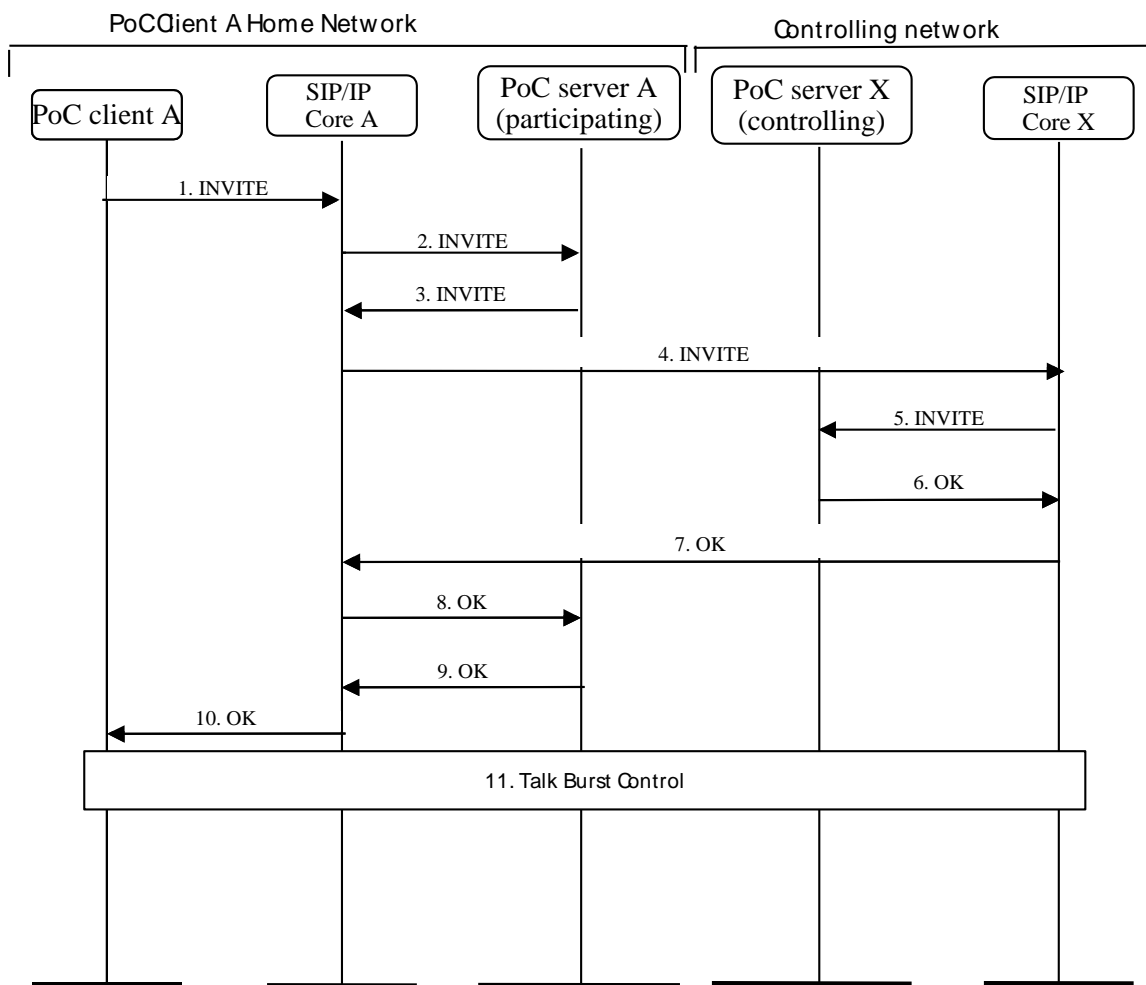 PoCClient A Home Network
Controlling network
PoC client A
SIP/IP
Core A
PoC server A
(participating)
PoC server X
(controlling)
SIP/IP
Core X
1. INVITE
2. INVITE
3. INVITE
4. INVITE
5. INVITE
6. OK
7. OK
8. OK
9. OK
10. OK
11. Talk Burst Control